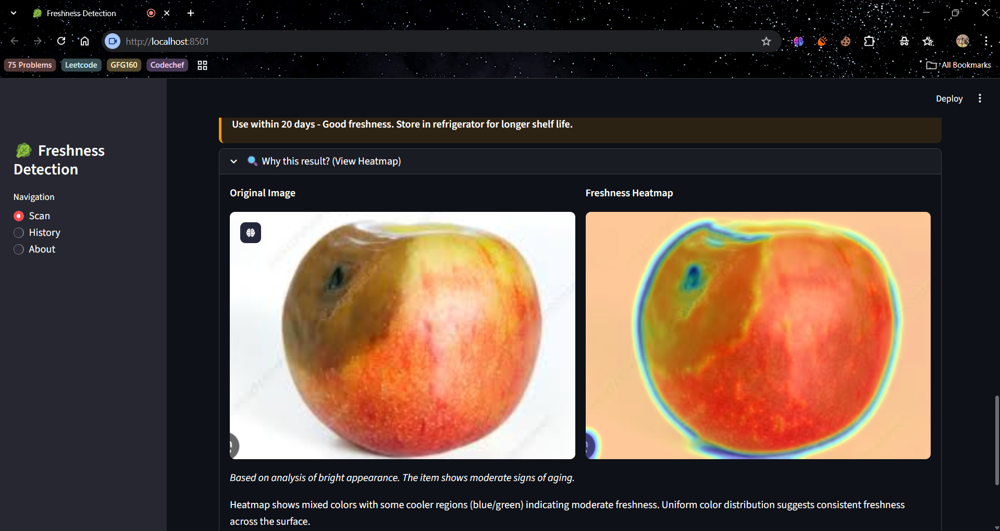 Freshness Detection
http://localhost:8501
75 Problems
Leetcode
GFG160
Codechef
All Bookmarks
Deploy
Freshness
Detection
Navigation
Scan
History
About
Use within 20 days - Good freshness. Store in refrigerator for longer shelf life.
Why this result? (View Heatmap)
Original Image
Freshness Heatmap
Based on analysis of bright appearance. The item shows moderate signs of aging.
Heatmap shows mixed colors with some cooler regions (blue/green) indicating moderate freshness. Uniform color distribution suggests consistent freshness
across the surface.